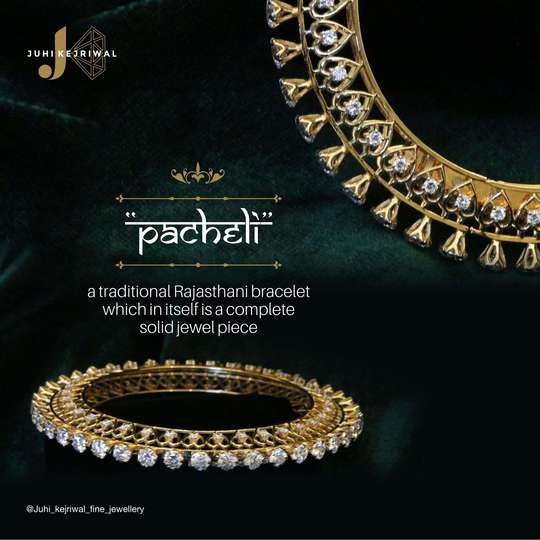 JUHI KEJRIWAL
J
"pacheli"
a traditional Rajasthani bracelet
which in itself is a complete
solid jewel piece
@Juhi_kejriwal_fine_jewellery